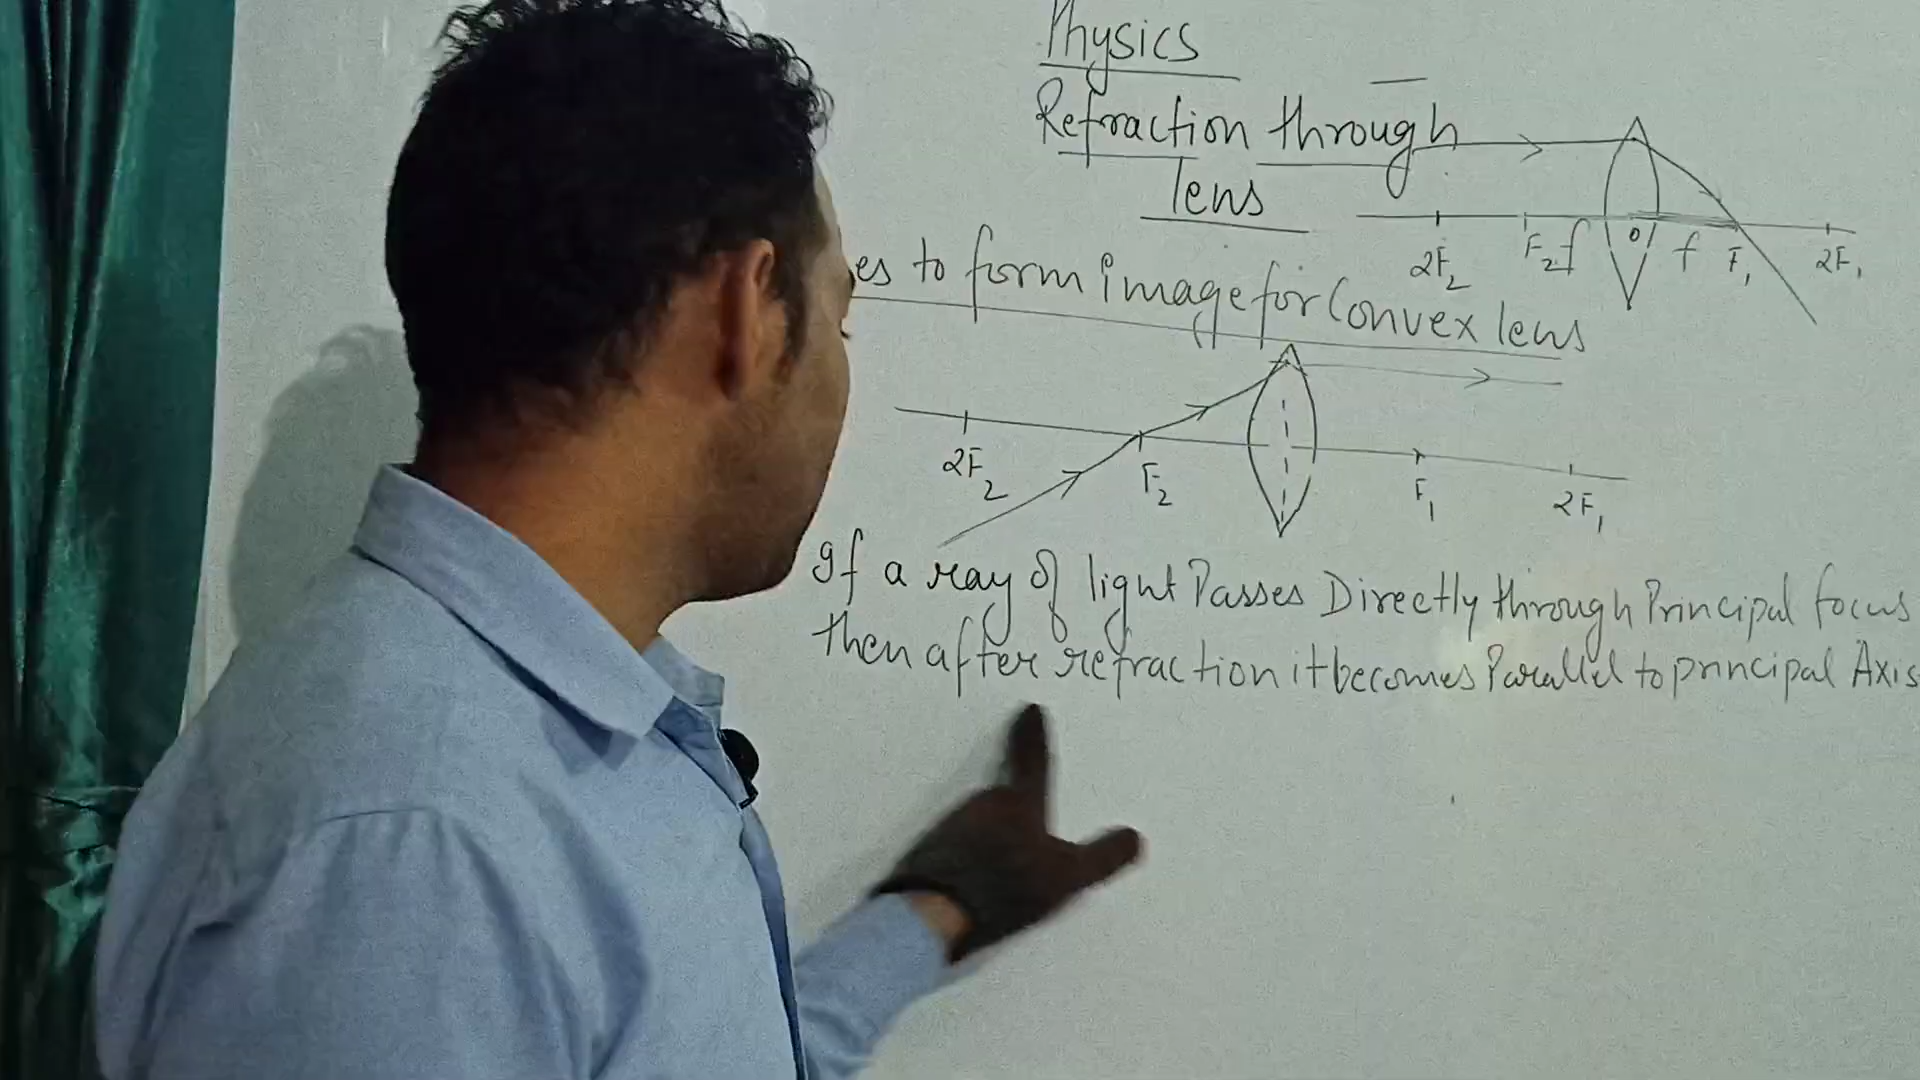 Physics
Refraction through
lens
2F2 F2 f O f F1 2F1
es to form image for Convex lens
2F2 F2 F1 2F1
If a ray of light Passes Directly through Principal focus
then after refraction it becomes Parallel to principal Axis